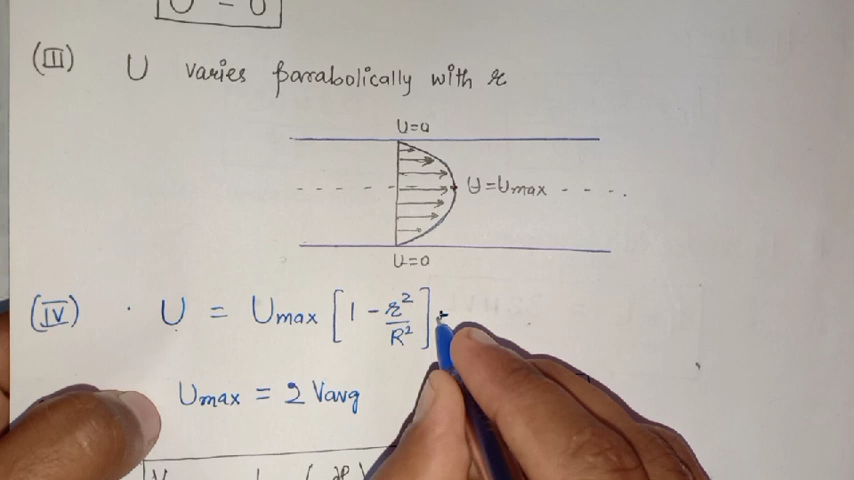 U = 0
(III) U varies parabolically with r
U=0
U=Umax
U=0
(IV) U = Umax [1 - r²/R²]
Umax = 2 Vavg